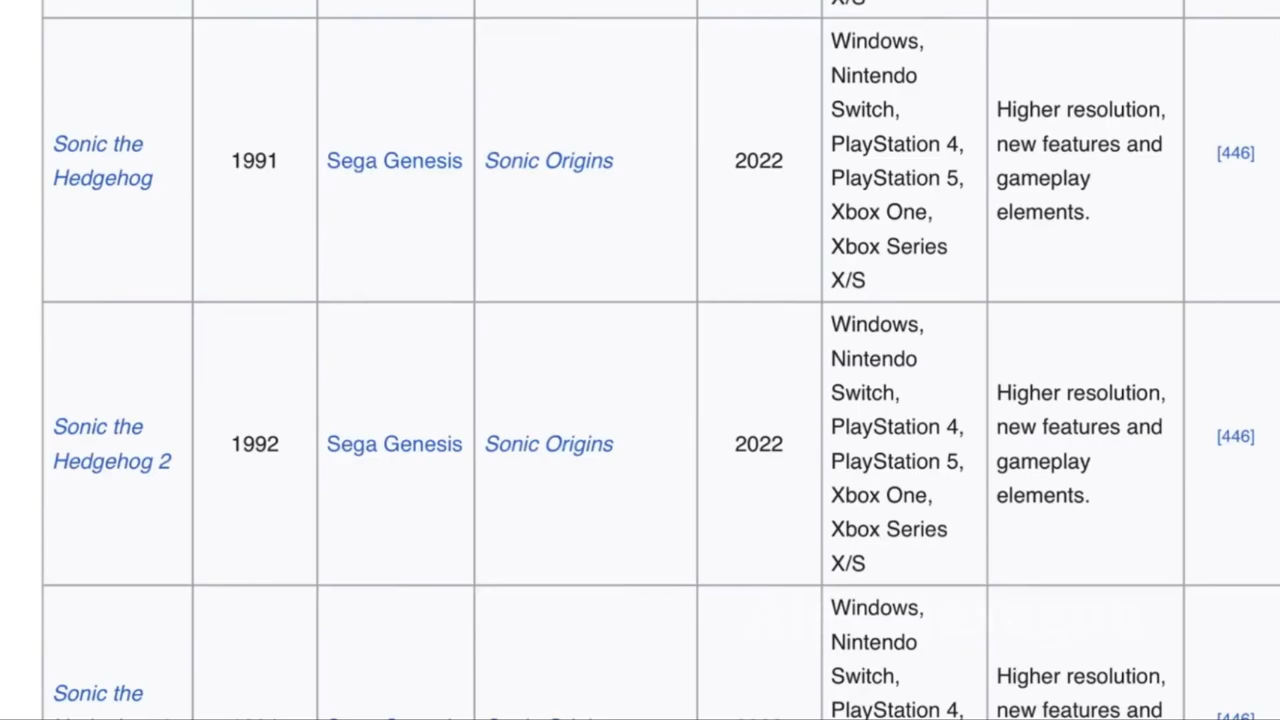 X/S
Sonic the
Hedgehog
1991
Sega Genesis
Sonic Origins
2022
Windows,
Nintendo
Switch,
PlayStation 4,
PlayStation 5,
Xbox One,
Xbox Series
X/S
Higher resolution,
new features and
gameplay
elements.
[446]
Sonic the
Hedgehog 2
1992
Sega Genesis
Sonic Origins
2022
Windows,
Nintendo
Switch,
PlayStation 4,
PlayStation 5,
Xbox One,
Xbox Series
X/S
Higher resolution,
new features and
gameplay
elements.
[446]
Sonic the
Windows,
Nintendo
Switch,
PlayStation 4,
Higher resolution,
new features and
[446]